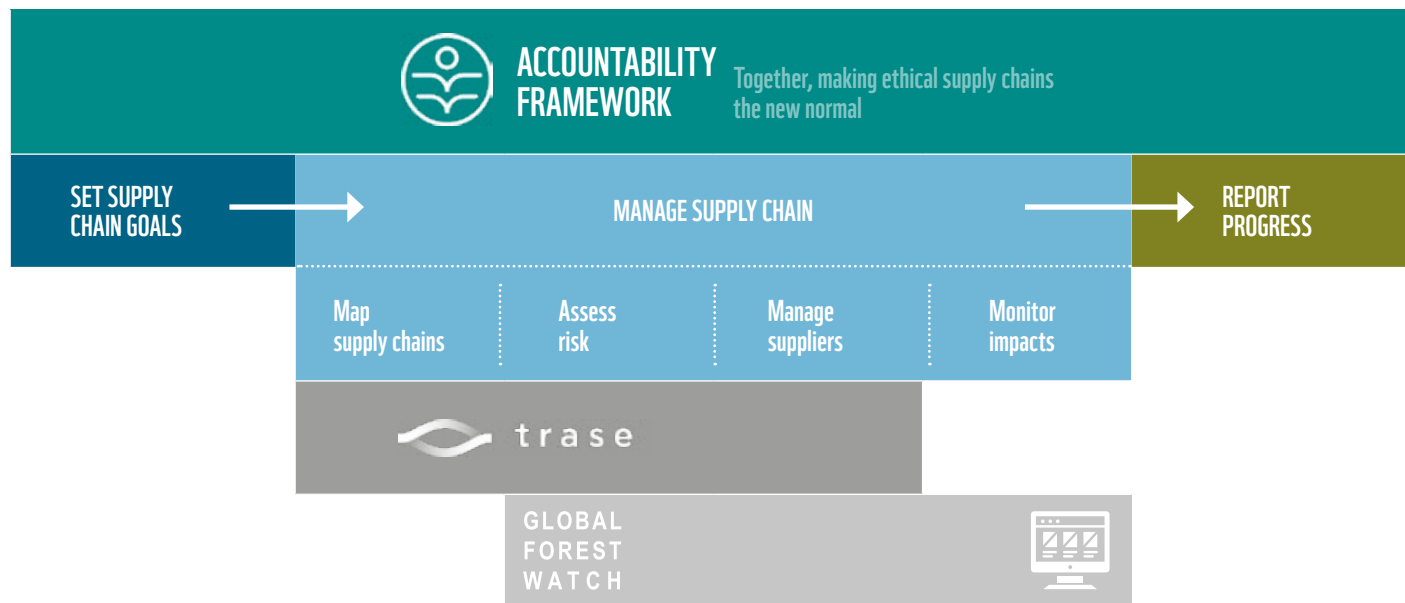 ACCOUNTABILITY
FRAMEWORK
Together, making ethical supply chains
the new normal
SET SUPPLY
CHAIN GOALS
MANAGE SUPPLY CHAIN
REPORT
PROGRESS
Map
supply chains
Assess
risk
Manage
suppliers
Monitor
impacts
trase
GLOBAL
FOREST
WATCH